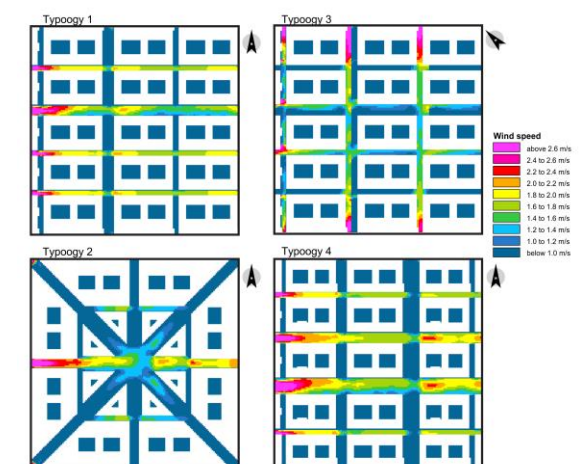 Typoogy 1
Typoogy 3
Wind speed
above 2.6 m/s
2.4 to 2.6 m/s
2.2 to 2.4 m/s
2.0 to 2.2 m/s
1.8 to 2.0 m/s
1.6 to 1.8 m/s
1.4 to 1.6 m/s
1.2 to 1.4 m/s
1.0 to 1.2 m/s
below 1.0 m/s
Typoogy 2
Typoogy 4